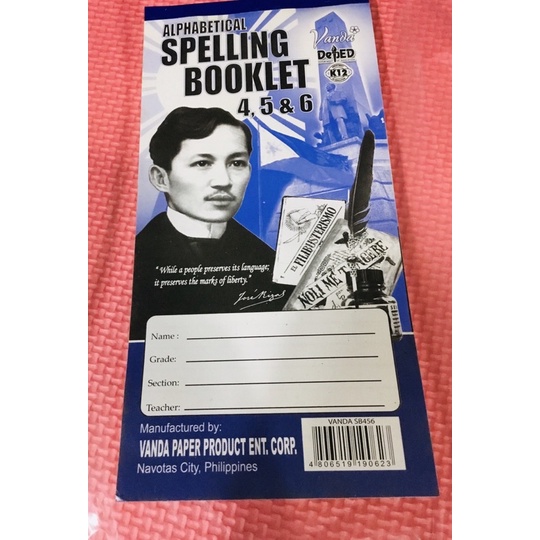 ALPHABETICAL
SPELLING
BOOKLET
4, 5 & 6
Vanda
DepED
K12
EL FILIBUSTERISMO
NOLI ME TANGERE
"While a people preserves its language;
it preserves the marks of liberty."
José Rizal
Name :
Grade:
Section:
Teacher:
Manufactured by:
VANDA PAPER PRODUCT ENT. CORP.
Navotas City, Philippines
VANDA SB456
4 806519 190623